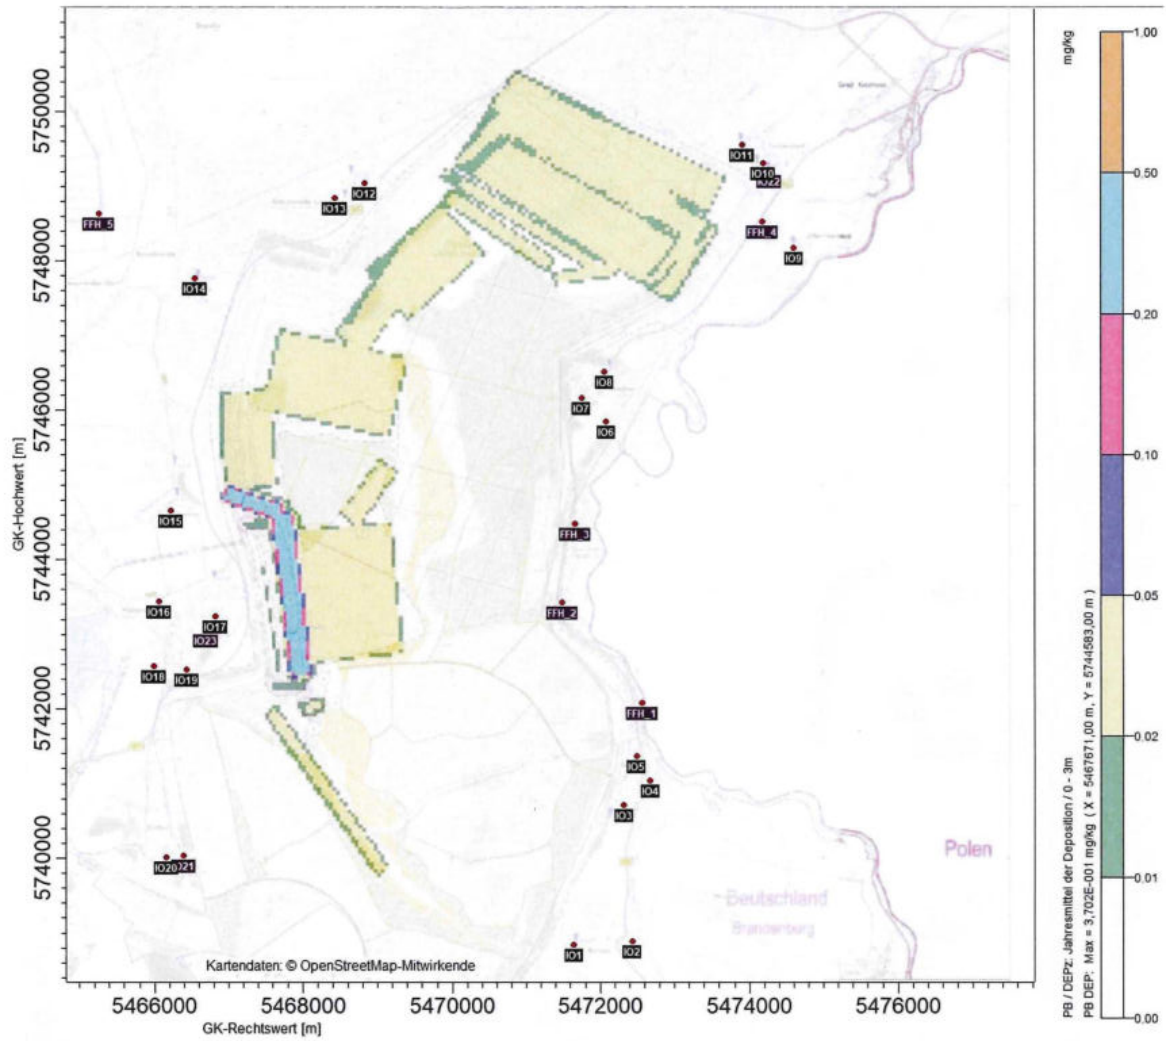 mg/kg
1.00
0.50
0.20
0.10
0.05
0.02
0.01
0.00
PB / DEPz: Jahresmittel der Deposition / 0 - 3m
PB DEP: Max = 3,702E-001 mg/kg ( X = 5467671,00 m, Y = 5744583,00 m )
GK-Hochwert [m]
5750000
5748000
5746000
5744000
5742000
5740000
IO11
IO10
IO22
IO12
IO13
FFH_5
FFH_4
IO9
IO14
IO8
IO7
IO6
IO15
FFH_3
IO16
FFH_2
IO17
IO23
IO18
IO19
FFH_1
IO5
IO4
IO3
IO20
Polen
Deutschland
Brandenburg
IO1
IO2
Kartendaten: © OpenStreetMap-Mitwirkende
5466000
5468000
5470000
5472000
5474000
5476000
GK-Rechtswert [m]